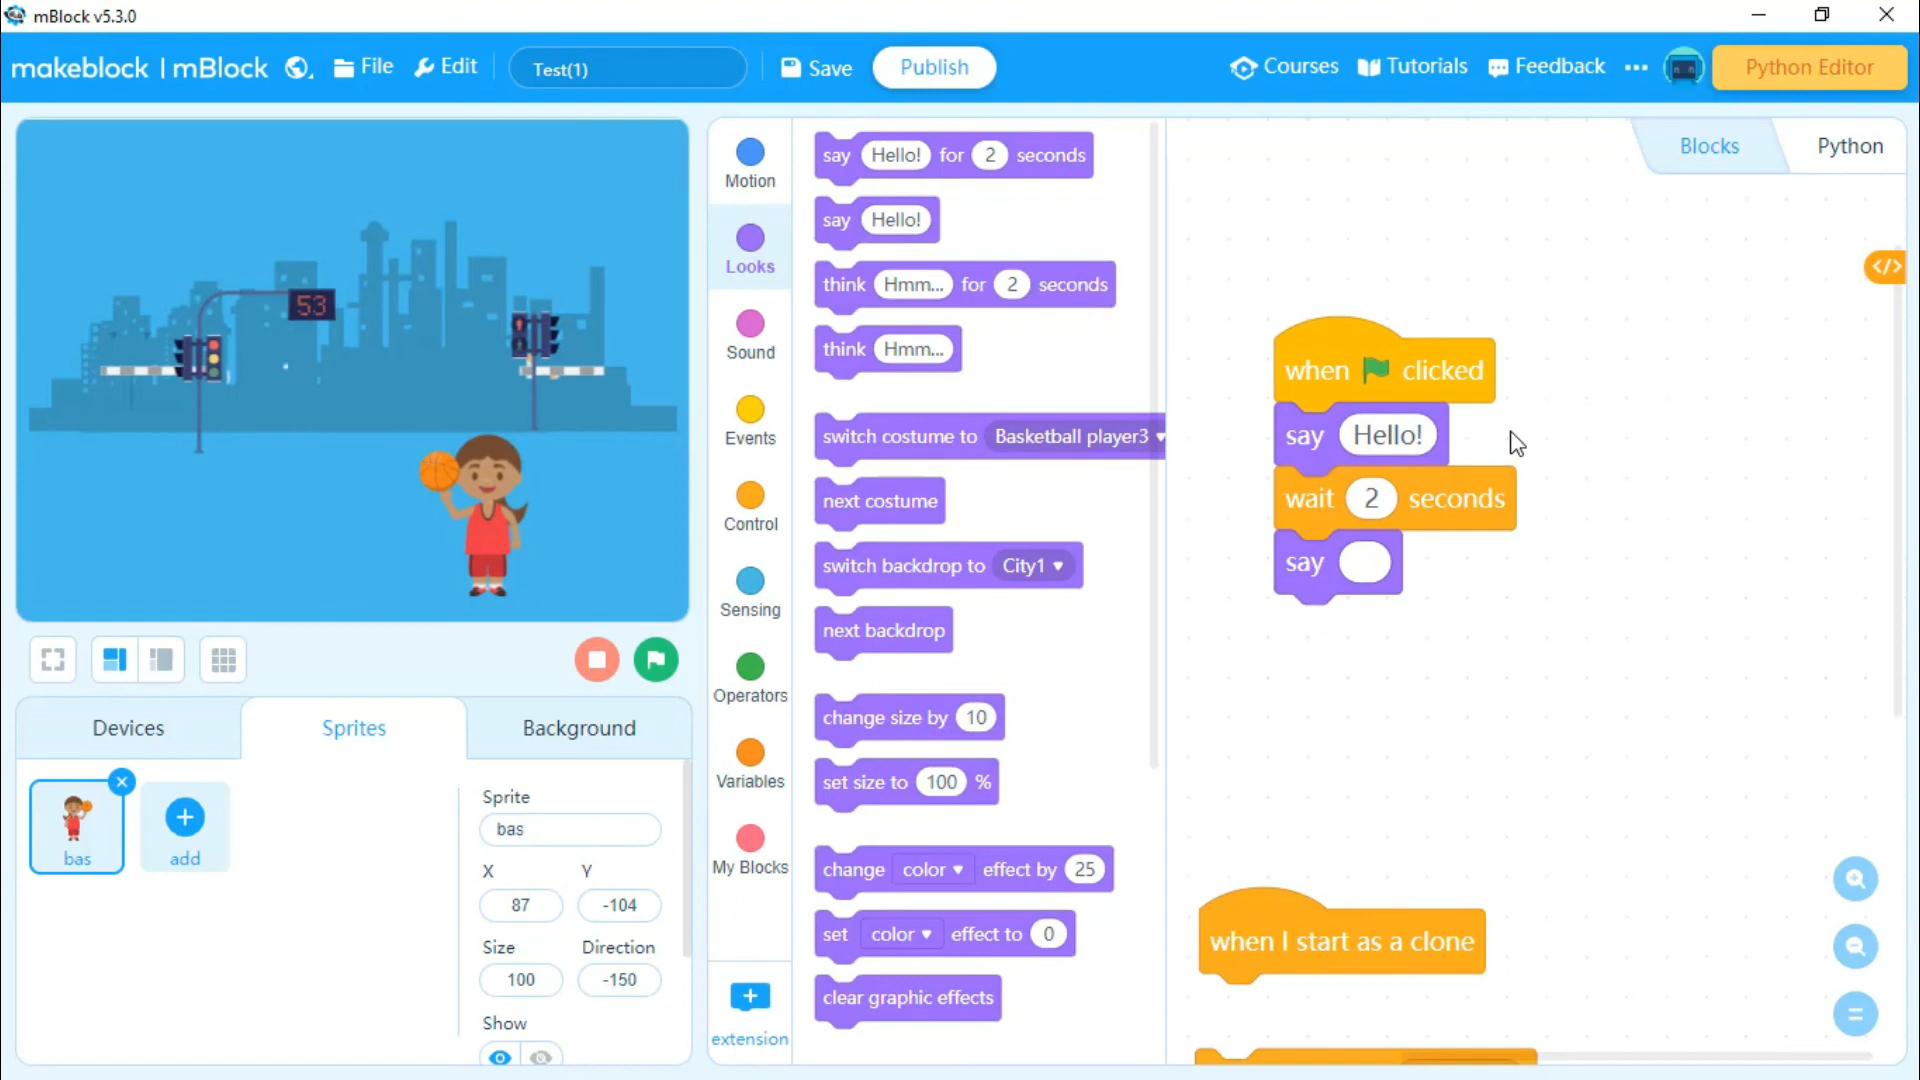 mBlock v5.3.0
makeblock | mBlock
File
Edit
Test(1)
Save
Publish
Courses
Tutorials
Feedback
Python Editor
53
Devices
Sprites
Background
bas
add
Sprite
bas
X
Y
87
-104
Size
Direction
100
-150
Show
Motion
Looks
Sound
Events
Control
Sensing
Operators
Variables
My Blocks
extension
say Hello! for 2 seconds
say Hello!
think Hmm... for 2 seconds
think Hmm...
switch costume to Basketball player3
next costume
switch backdrop to City1
next backdrop
change size by 10
set size to 100 %
change color effect by 25
set color effect to 0
clear graphic effects
Blocks
Python
</>
when clicked
say Hello!
wait 2 seconds
say
when I start as a clone